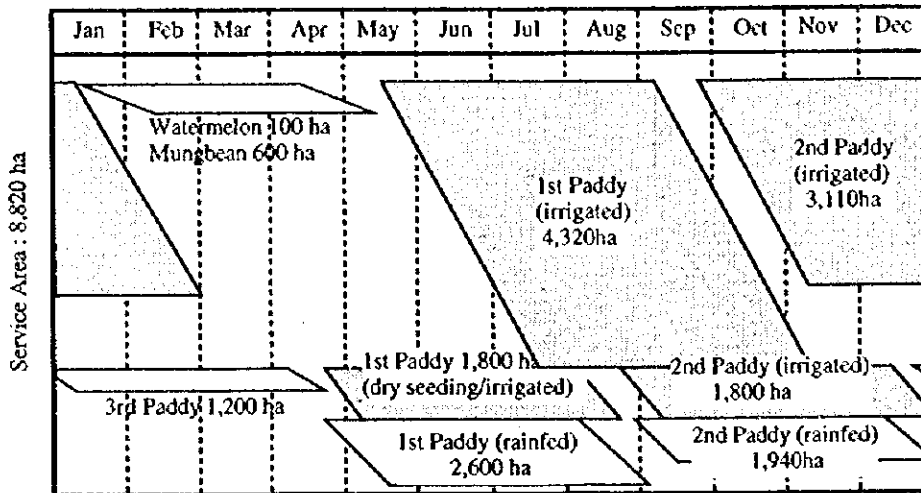 Jan Feb Mar Apr May Jun Jul Aug Sep Oct Nov Dec
Service Area : 8,820 ha
Watermelon 100 ha
Mungbean 600 ha
1st Paddy
(irrigated)
4,320ha
2nd Paddy
(irrigated)
3,110ha
3rd Paddy 1,200 ha
1st Paddy 1,800 ha
(dry seeding/irrigated)
2nd Paddy (irrigated)
1,800 ha
1st Paddy (rainfed)
2,600 ha
2nd Paddy (rainfed)
1,940ha